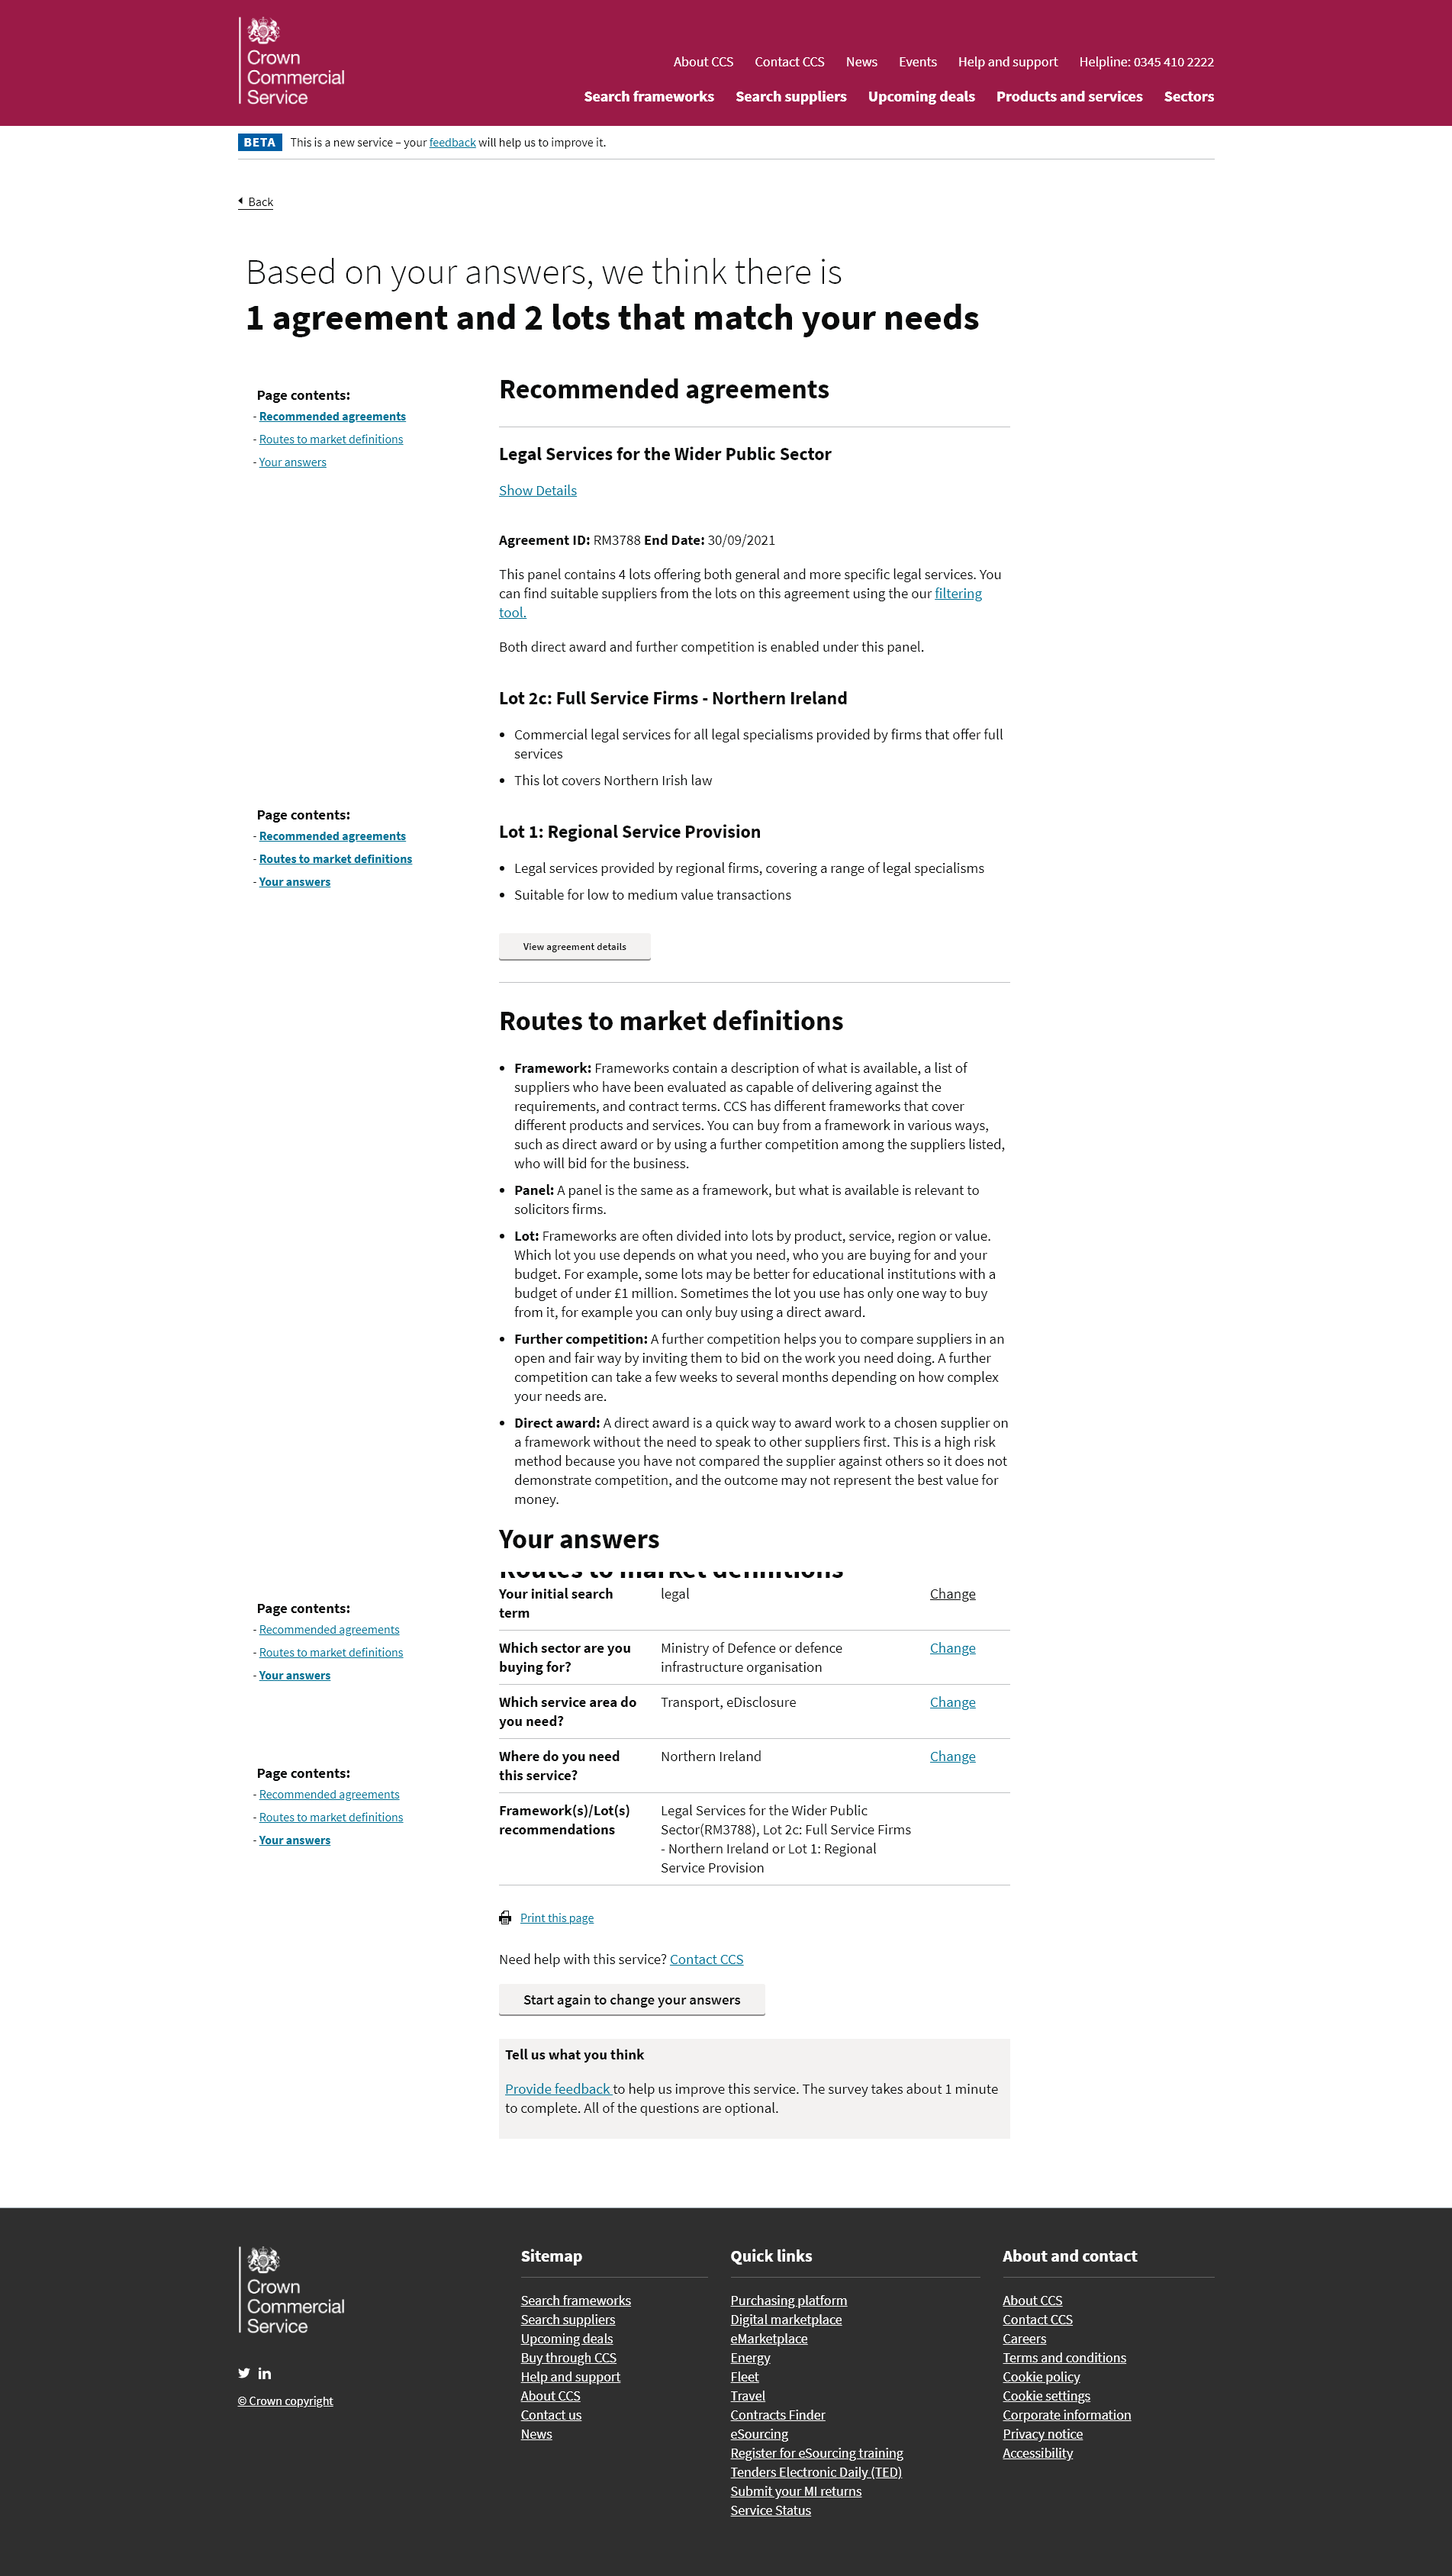 Crown
Commercial
Service
About CCS Contact CCS News Events Help and support Helpline: 0345 410 2222
Search frameworks Search suppliers Upcoming deals Products and services Sectors
BETA This is a new service – your feedback will help us to improve it.
Back
Based on your answers, we think there is
1 agreement and 2 lots that match your needs
Page contents:
- Recommended agreements
- Routes to market definitions
- Your answers
Recommended agreements
Legal Services for the Wider Public Sector
Show Details
Agreement ID: RM3788 End Date: 30/09/2021
This panel contains 4 lots offering both general and more specific legal services. You
can find suitable suppliers from the lots on this agreement using the our filtering
tool.
Both direct award and further competition is enabled under this panel.
Lot 2c: Full Service Firms - Northern Ireland
• Commercial legal services for all legal specialisms provided by firms that offer full
services
• This lot covers Northern Irish law
Page contents:
- Recommended agreements
- Routes to market definitions
- Your answers
Lot 1: Regional Service Provision
• Legal services provided by regional firms, covering a range of legal specialisms
• Suitable for low to medium value transactions
View agreement details
Routes to market definitions
• Framework: Frameworks contain a description of what is available, a list of
suppliers who have been evaluated as capable of delivering against the
requirements, and contract terms. CCS has different frameworks that cover
different products and services. You can buy from a framework in various ways,
such as direct award or by using a further competition among the suppliers listed,
who will bid for the business.
• Panel: A panel is the same as a framework, but what is available is relevant to
solicitors firms.
• Lot: Frameworks are often divided into lots by product, service, region or value.
Which lot you use depends on what you need, who you are buying for and your
budget. For example, some lots may be better for educational institutions with a
budget of under £1 million. Sometimes the lot you use has only one way to buy
from it, for example you can only buy using a direct award.
• Further competition: A further competition helps you to compare suppliers in an
open and fair way by inviting them to bid on the work you need doing. A further
competition can take a few weeks to several months depending on how complex
your needs are.
• Direct award: A direct award is a quick way to award work to a chosen supplier on
a framework without the need to speak to other suppliers first. This is a high risk
method because you have not compared the supplier against others so it does not
demonstrate competition, and the outcome may not represent the best value for
money.
Your answers
Routes to market definitions
Your initial search legal Change
term
Which sector are you Ministry of Defence or defence Change
buying for? infrastructure organisation
Which service area do Transport, eDisclosure Change
you need?
Where do you need Northern Ireland Change
this service?
Framework(s)/Lot(s) Legal Services for the Wider Public
recommendations Sector(RM3788), Lot 2c: Full Service Firms
- Northern Ireland or Lot 1: Regional
Service Provision
Page contents:
- Recommended agreements
- Routes to market definitions
- Your answers
Page contents:
- Recommended agreements
- Routes to market definitions
- Your answers
Print this page
Need help with this service? Contact CCS
Start again to change your answers
Tell us what you think
Provide feedback to help us improve this service. The survey takes about 1 minute
to complete. All of the questions are optional.
Crown
Commercial
Service
© Crown copyright
Sitemap
Search frameworks
Search suppliers
Upcoming deals
Buy through CCS
Help and support
About CCS
Contact us
News
Quick links
Purchasing platform
Digital marketplace
eMarketplace
Energy
Fleet
Travel
Contracts Finder
eSourcing
Register for eSourcing training
Tenders Electronic Daily (TED)
Submit your MI returns
Service Status
About and contact
About CCS
Contact CCS
Careers
Terms and conditions
Cookie policy
Cookie settings
Corporate information
Privacy notice
Accessibility